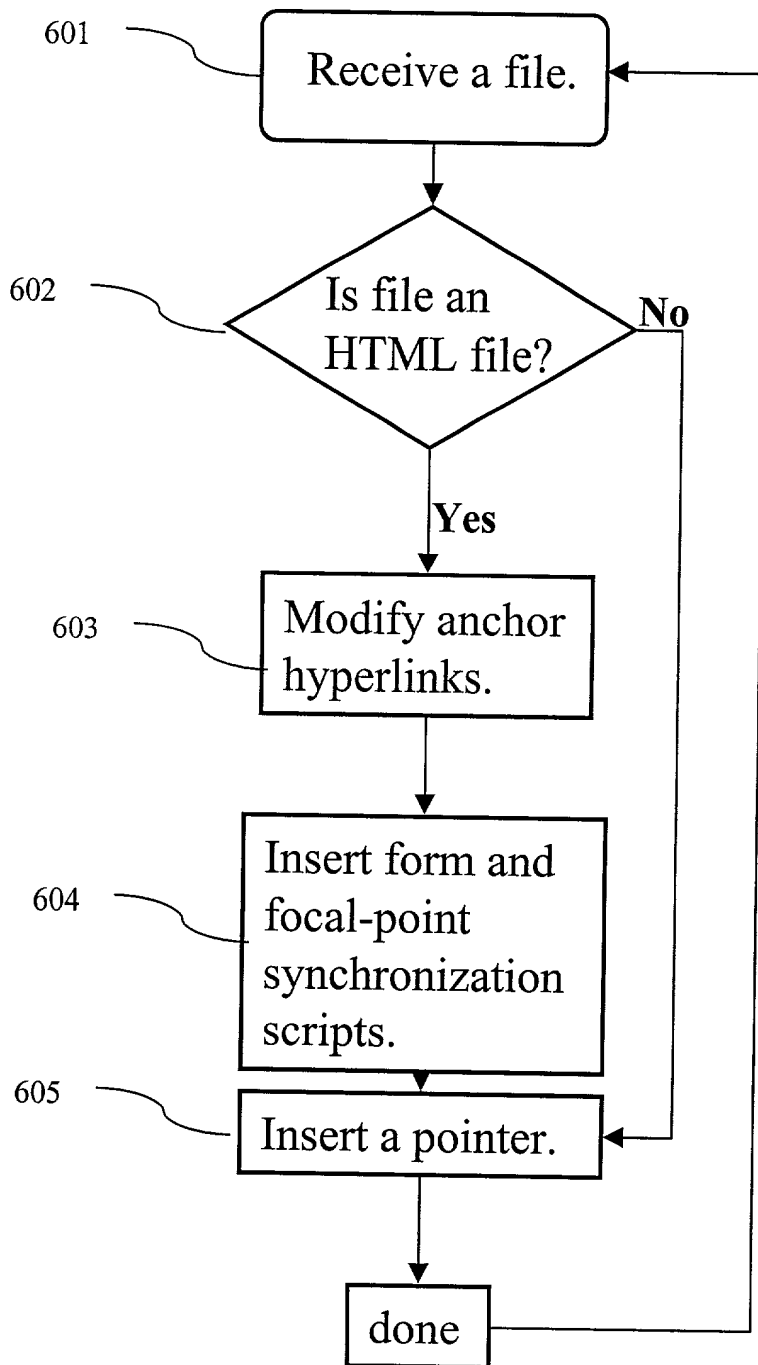 601
Receive a file.
602
Is file an
HTML file?
No
Yes
603
Modify anchor
hyperlinks.
604
Insert form and
focal-point
synchronization
scripts.
605
Insert a pointer.
done